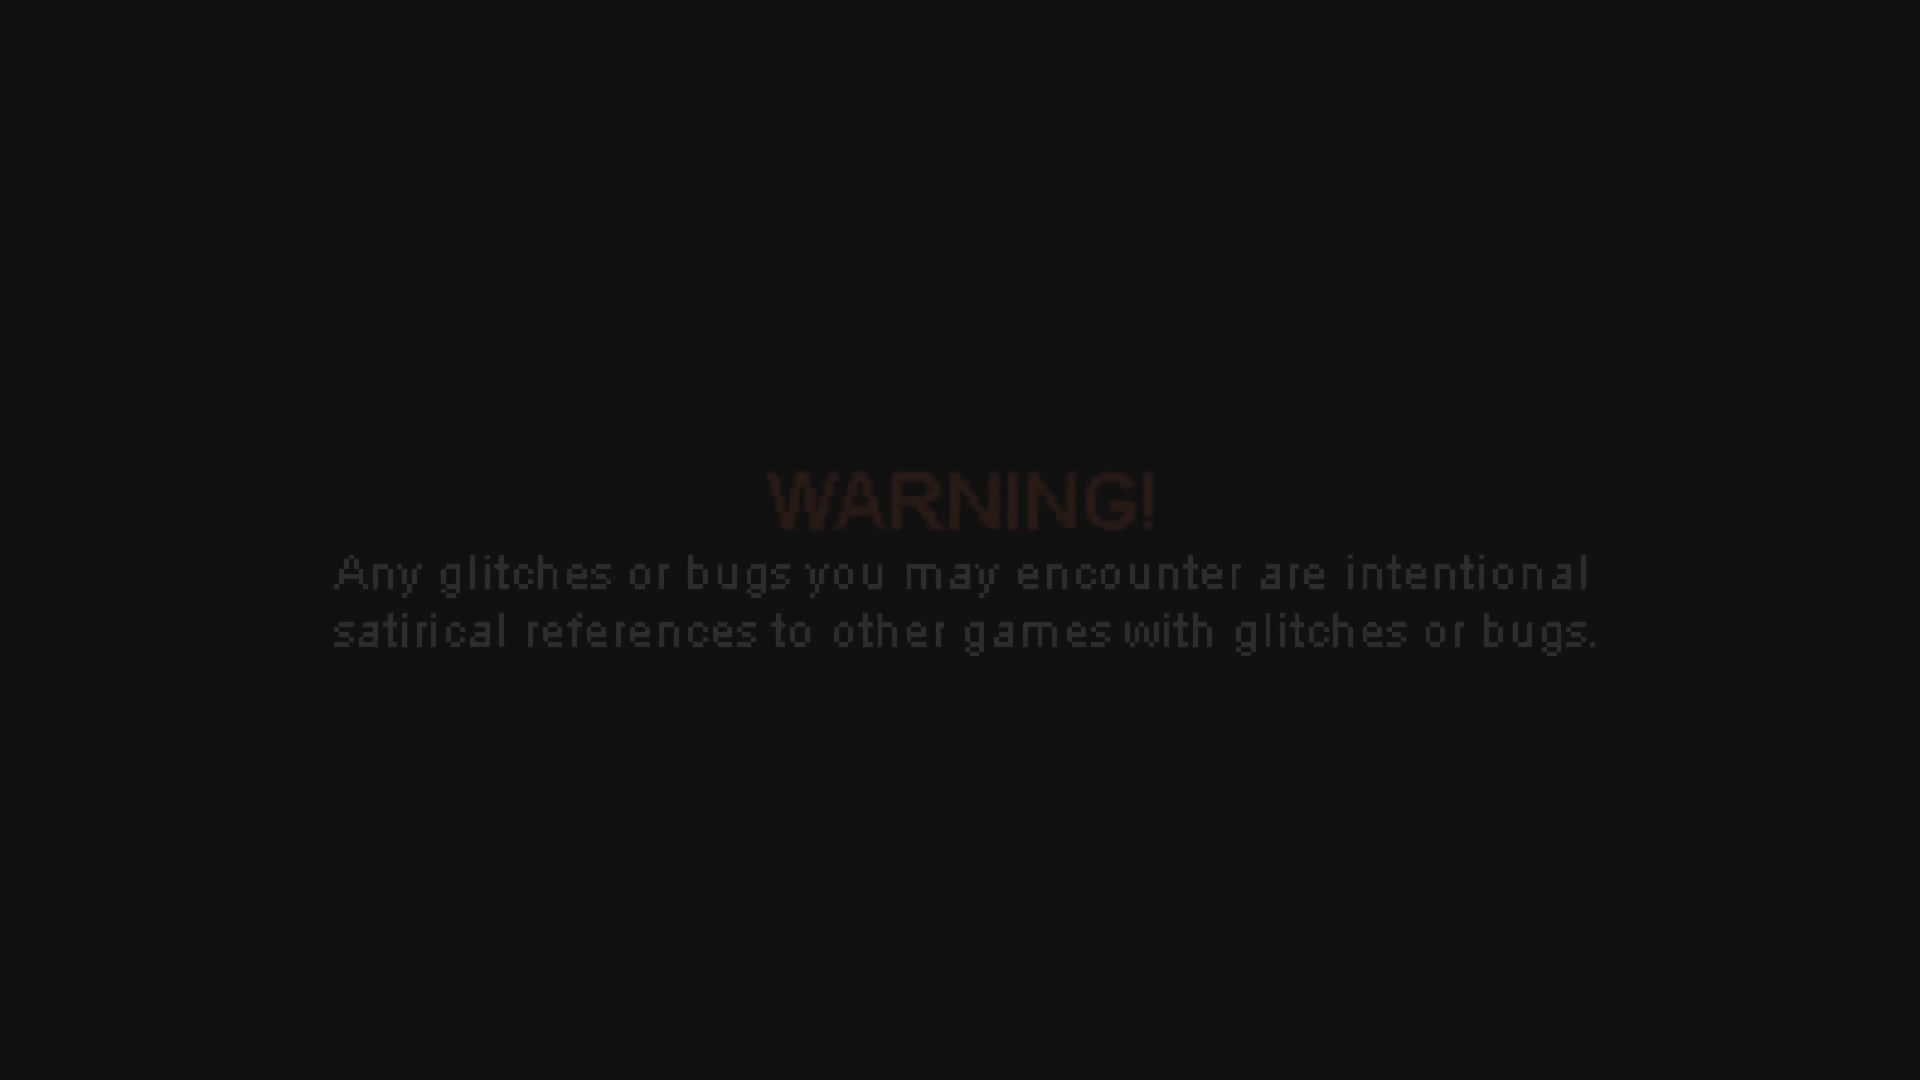 WARNING!
Any glitches or bugs you may encounter are intentional
satirical references to other games with glitches or bugs.